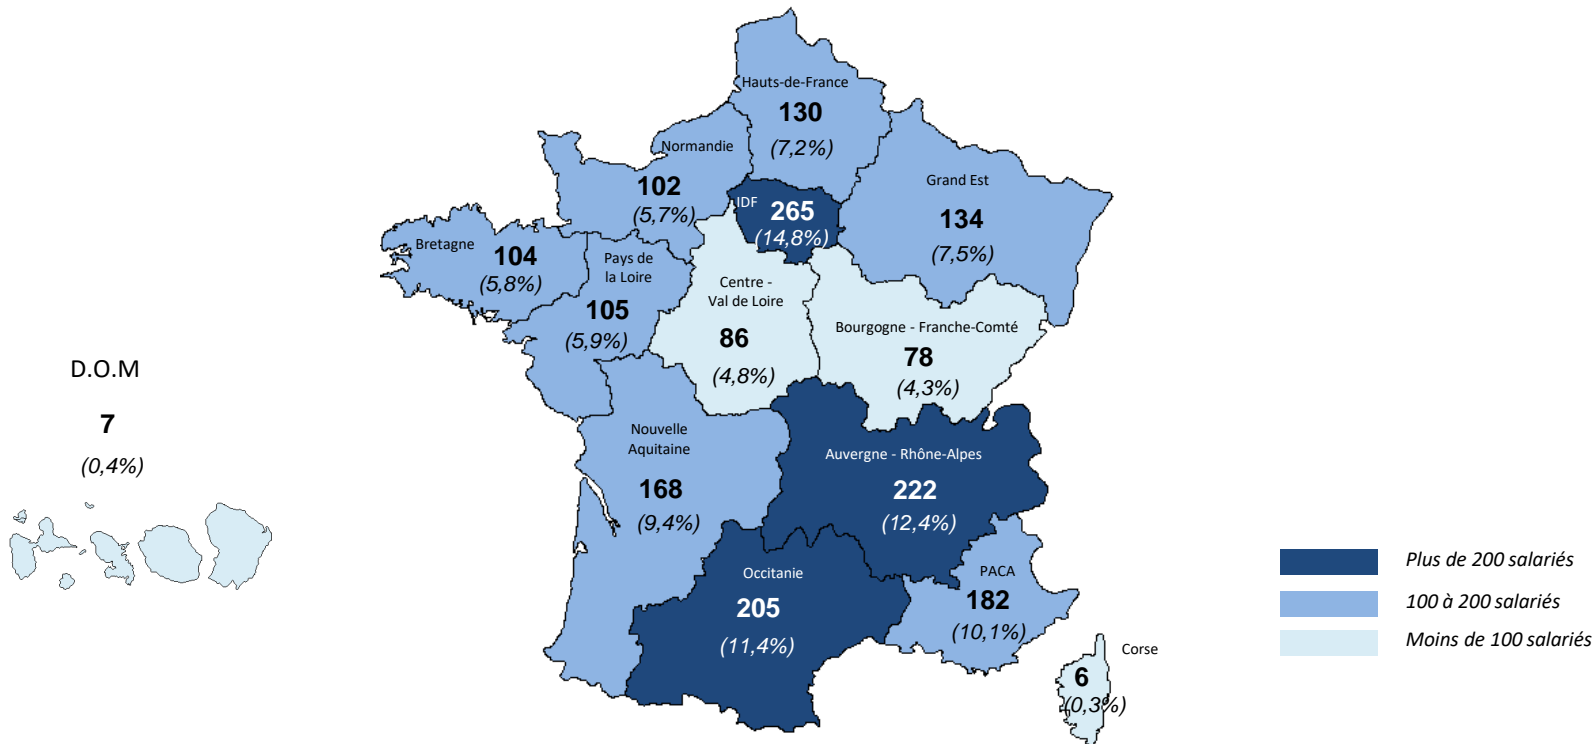 Hauts-de-France
130
(7,2%)
Normandie
102
(5,7%)
IDF
265
(14,8%)
Grand Est
134
(7,5%)
Bretagne
104
(5,8%)
Pays de
la Loire
105
(5,9%)
Centre -
Val de Loire
86
(4,8%)
Bourgogne - Franche-Comté
78
(4,3%)
D.O.M
7
(0,4%)
Nouvelle
Aquitaine
168
(9,4%)
Auvergne - Rhône-Alpes
222
(12,4%)
Occitanie
205
(11,4%)
PACA
182
(10,1%)
Corse
6
(0,3%)
Plus de 200 salariés
100 à 200 salariés
Moins de 100 salariés